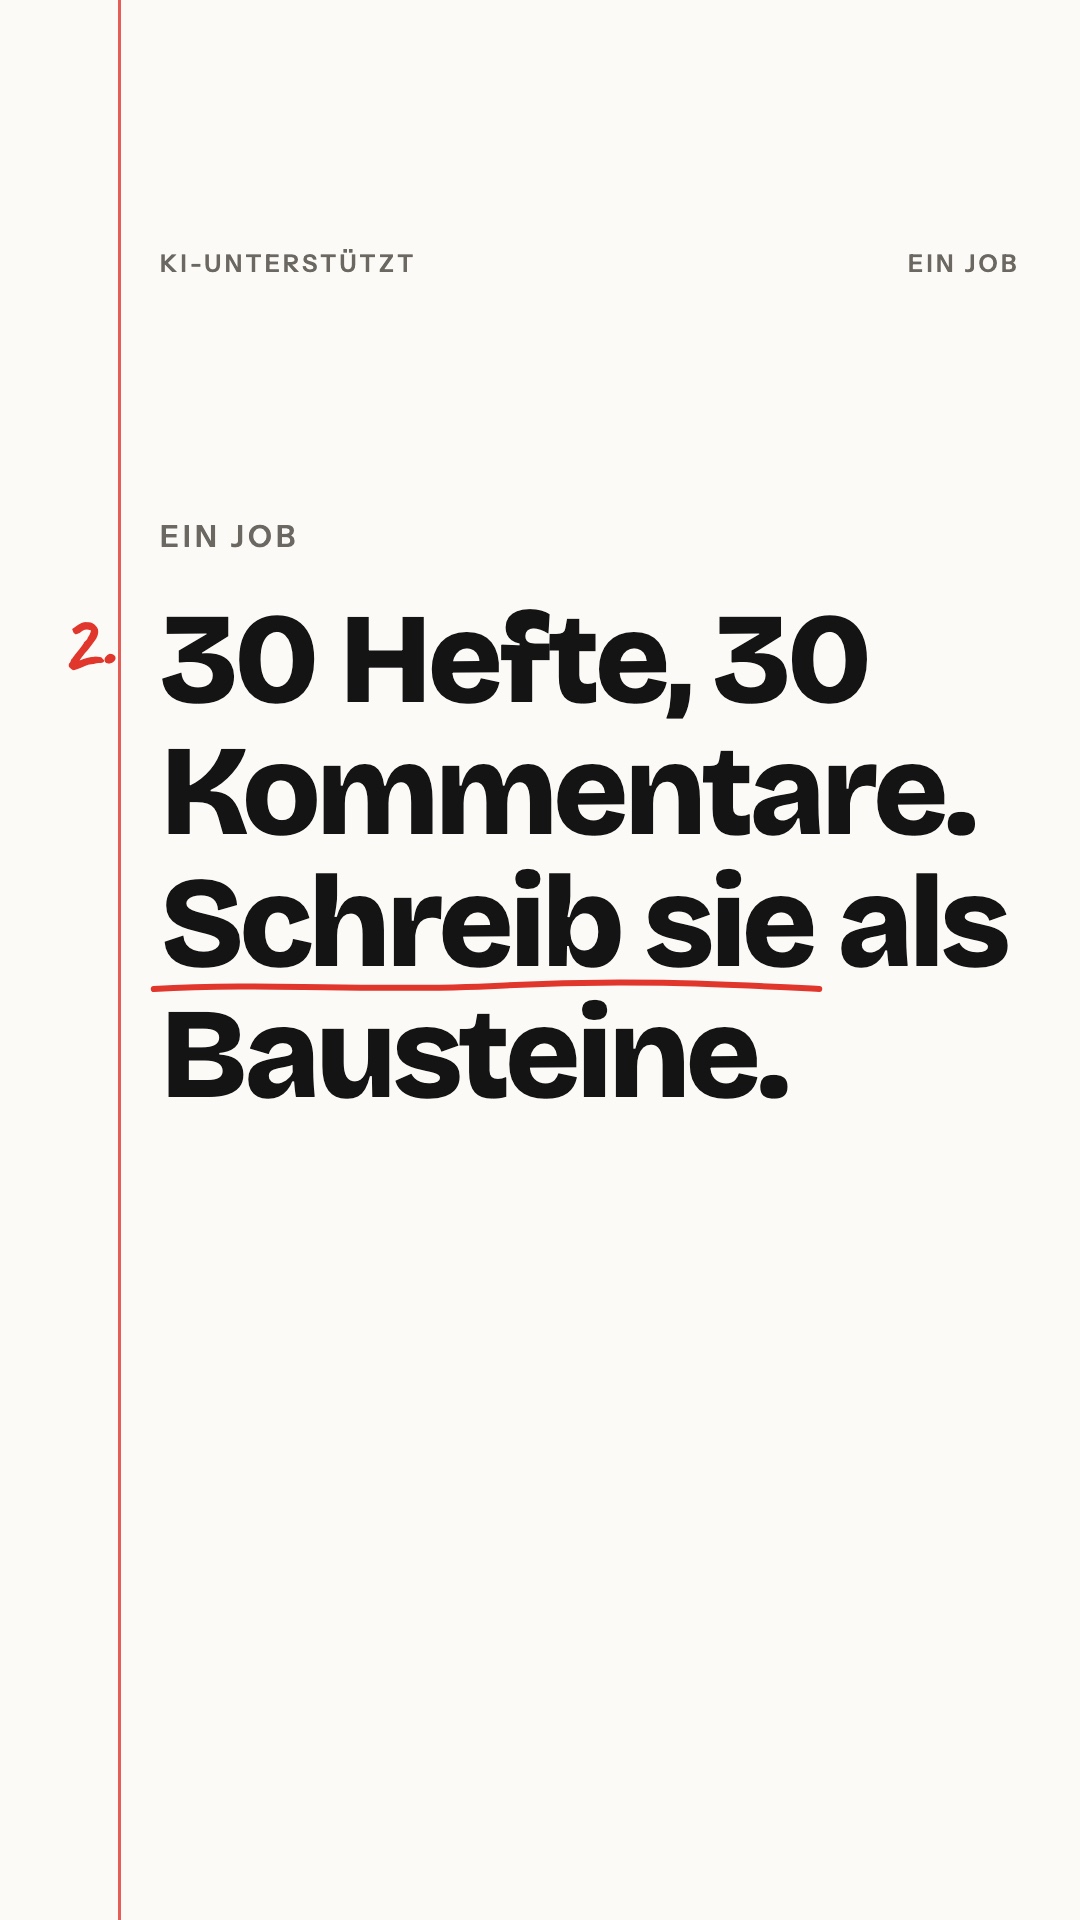 KI-UNTERSTÜTZT
EIN JOB
EIN JOB
2.
30 Hefte, 30
Kommentare.
Schreib sie als
Bausteine.